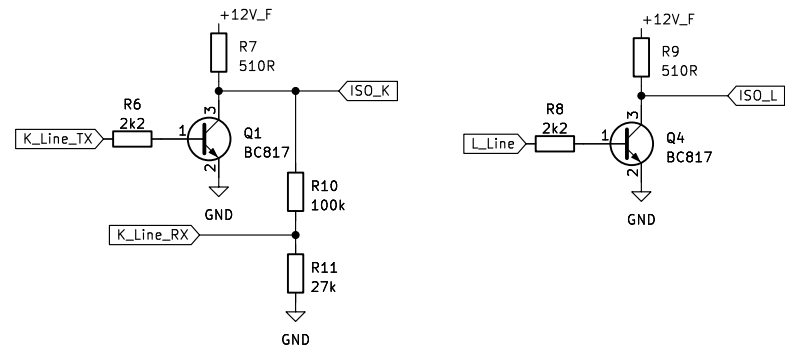 +12V_F
R7
510R
ISO_K
R6
2k2
K_Line_TX
1
3
2
Q1
BC817
GND
R10
100k
K_Line_RX
R11
27k
GND
+12V_F
R9
510R
ISO_L
R8
2k2
L_Line
1
3
2
Q4
BC817
GND